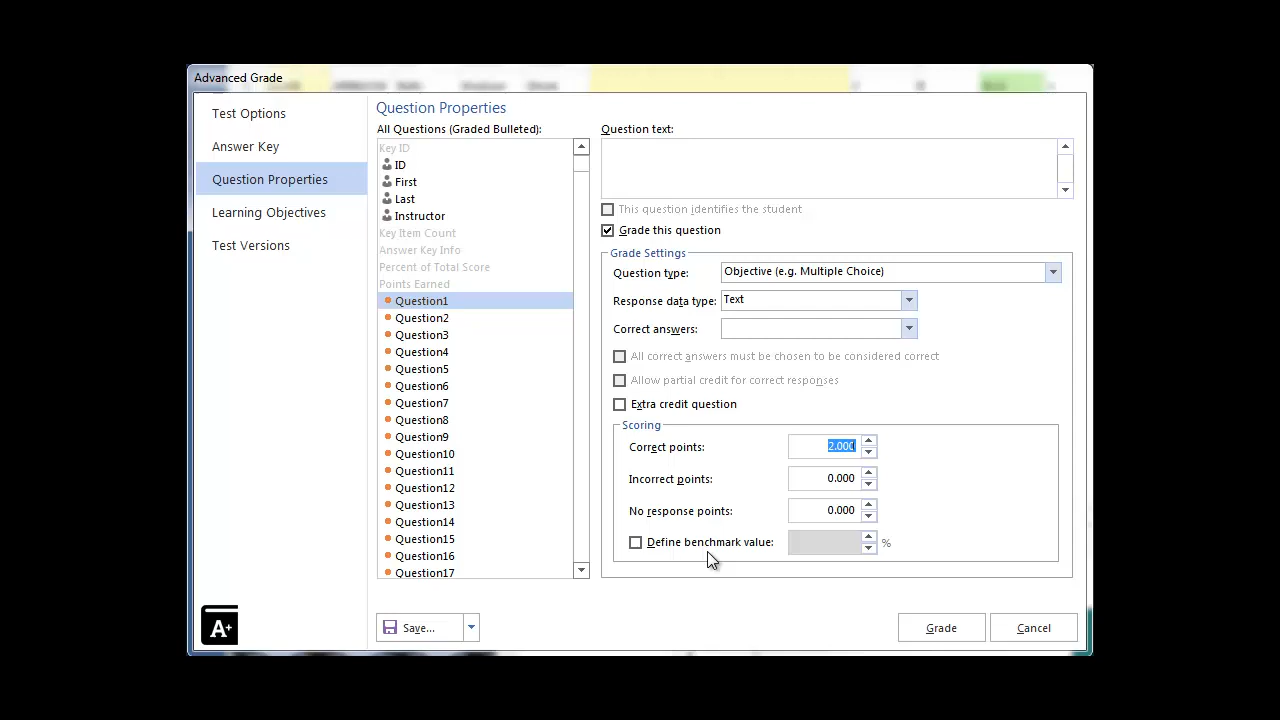 Advanced Grade
Test Options
Answer Key
Question Properties
Learning Objectives
Test Versions
Question Properties
All Questions (Graded Bulleted):
Key ID
ID
First
Last
Instructor
Key Item Count
Answer Key Info
Percent of Total Score
Points Earned
Question1
Question2
Question3
Question4
Question5
Question6
Question7
Question8
Question9
Question10
Question11
Question12
Question13
Question14
Question15
Question16
Question17
Question text:
This question identifies the student
Grade this question
Grade Settings
Question type: Objective (e.g. Multiple Choice)
Response data type: Text
Correct answers:
All correct answers must be chosen to be considered correct
Allow partial credit for correct responses
Extra credit question
Scoring
Correct points: 2.000
Incorrect points: 0.000
No response points: 0.000
Define benchmark value: %
A+
Save...
Grade
Cancel